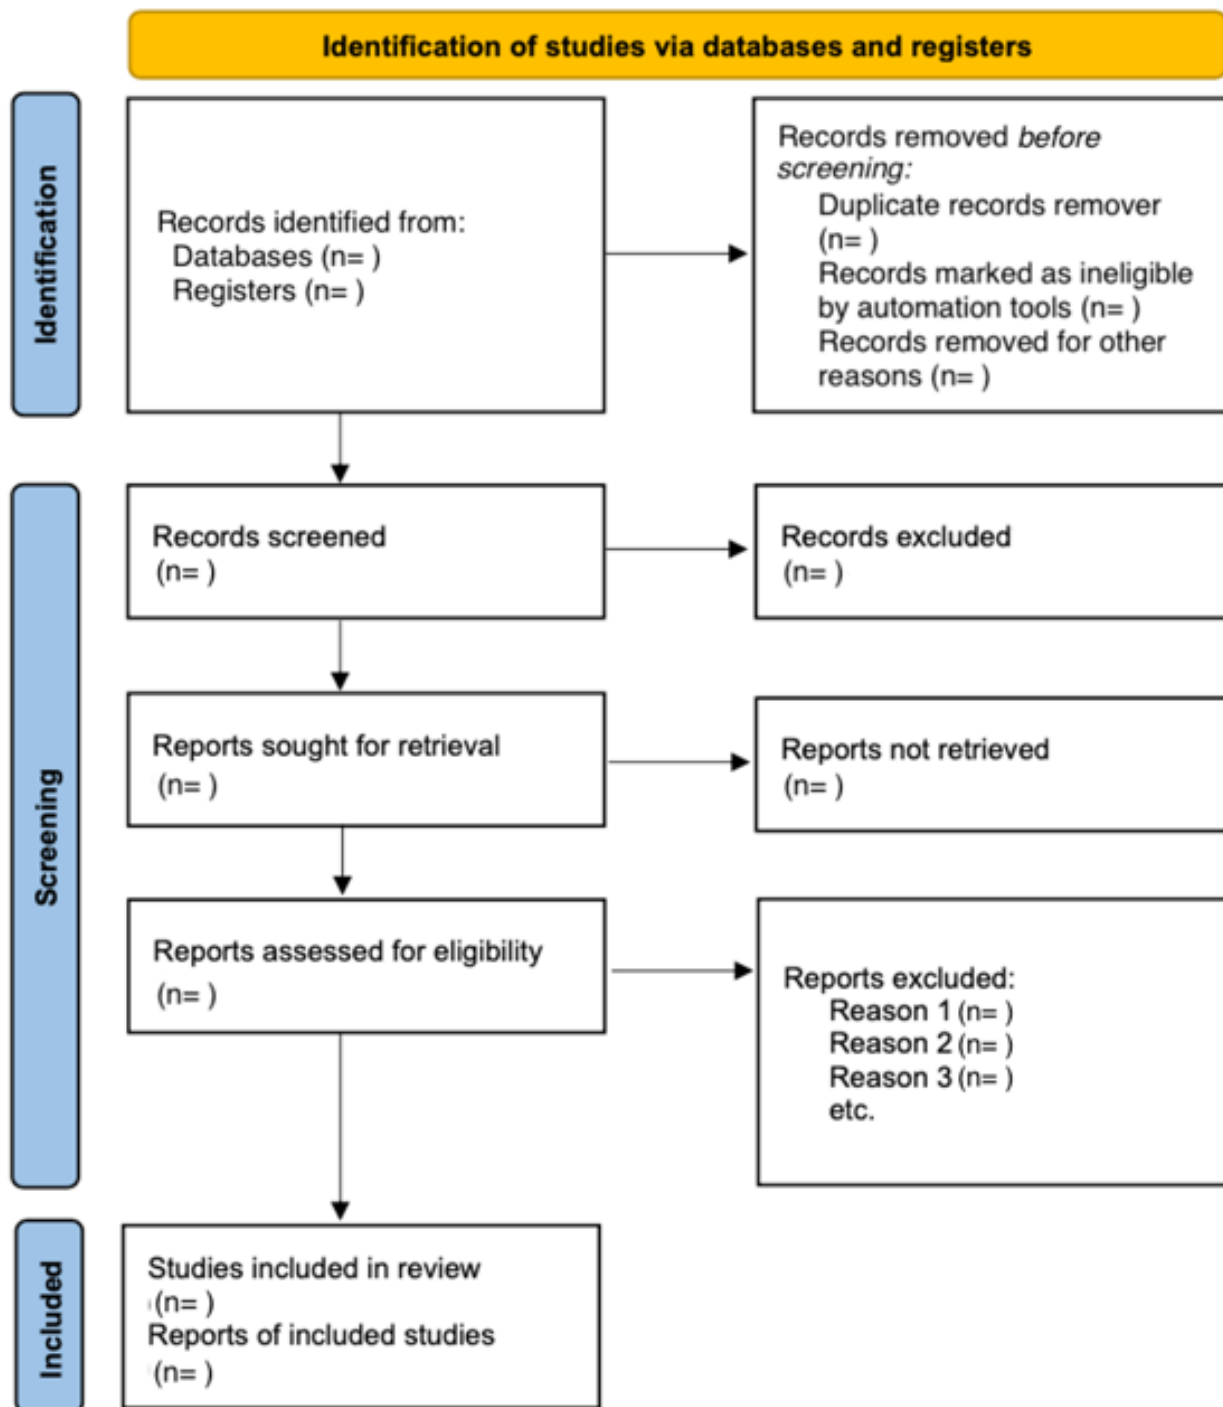 Identification of studies via databases and registers
Identification
Records identified from:
Databases (n= )
Registers (n= )
Records removed before
screening:
Duplicate records remover
(n= )
Records marked as ineligible
by automation tools (n= )
Records removed for other
reasons (n= )
Screening
Records screened
(n= )
Records excluded
(n= )
Reports sought for retrieval
(n= )
Reports not retrieved
(n= )
Reports assessed for eligibility
(n= )
Reports excluded:
Reason 1 (n= )
Reason 2 (n= )
Reason 3 (n= )
etc.
Included
Studies included in review
(n= )
Reports of included studies
(n= )